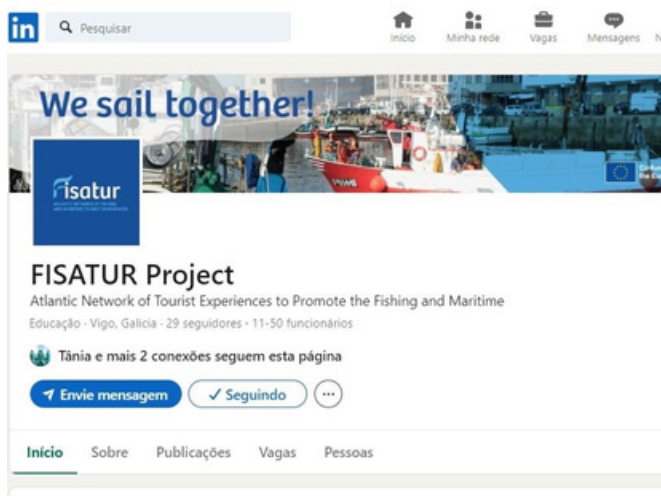 in Pesquisar
Início Minha rede Vagas Mensagens N
We sail together!
Fisatur
FISATUR Project
Atlantic Network of Tourist Experiences to Promote the Fishing and Maritime
Educação · Vigo, Galicia · 29 seguidores · 11-50 funcionários
Tânia e mais 2 conexões seguem esta página
Envie mensagem Seguindo
Início Sobre Publicações Vagas Pessoas